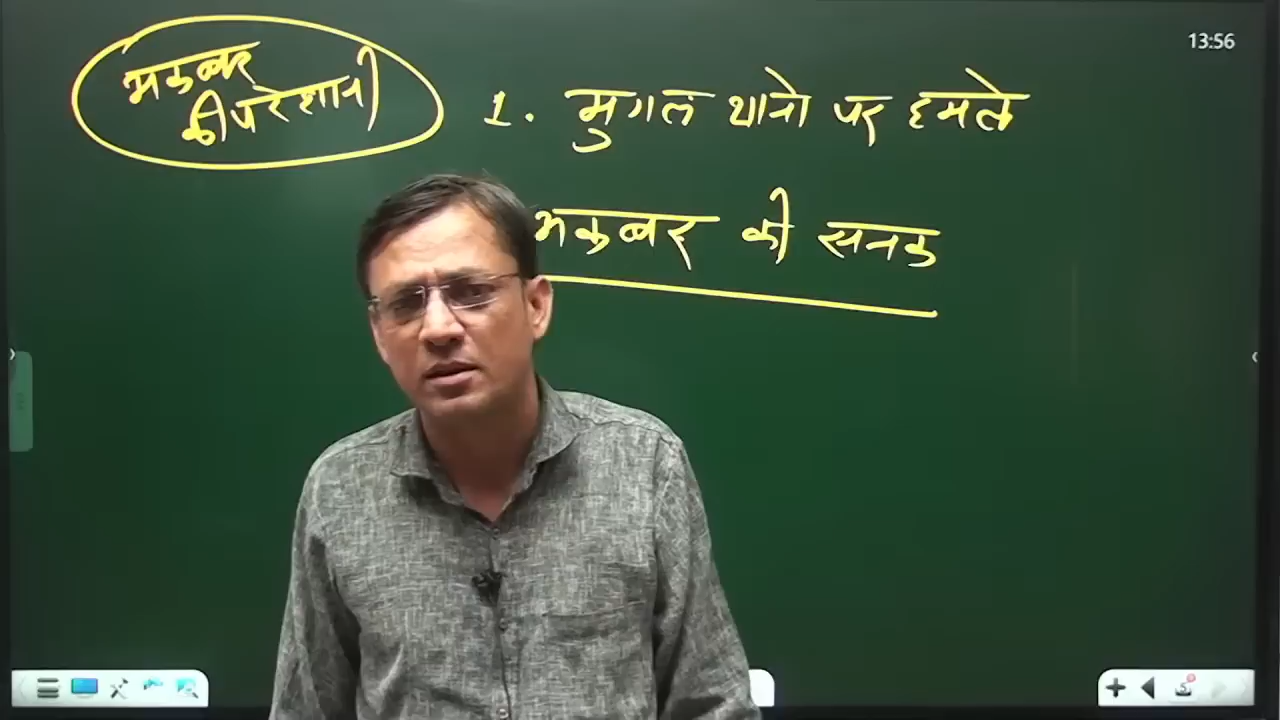 13:56
अकबर
की परेशानी
1. मुगल थानो पर हमले
अकबर की सनक